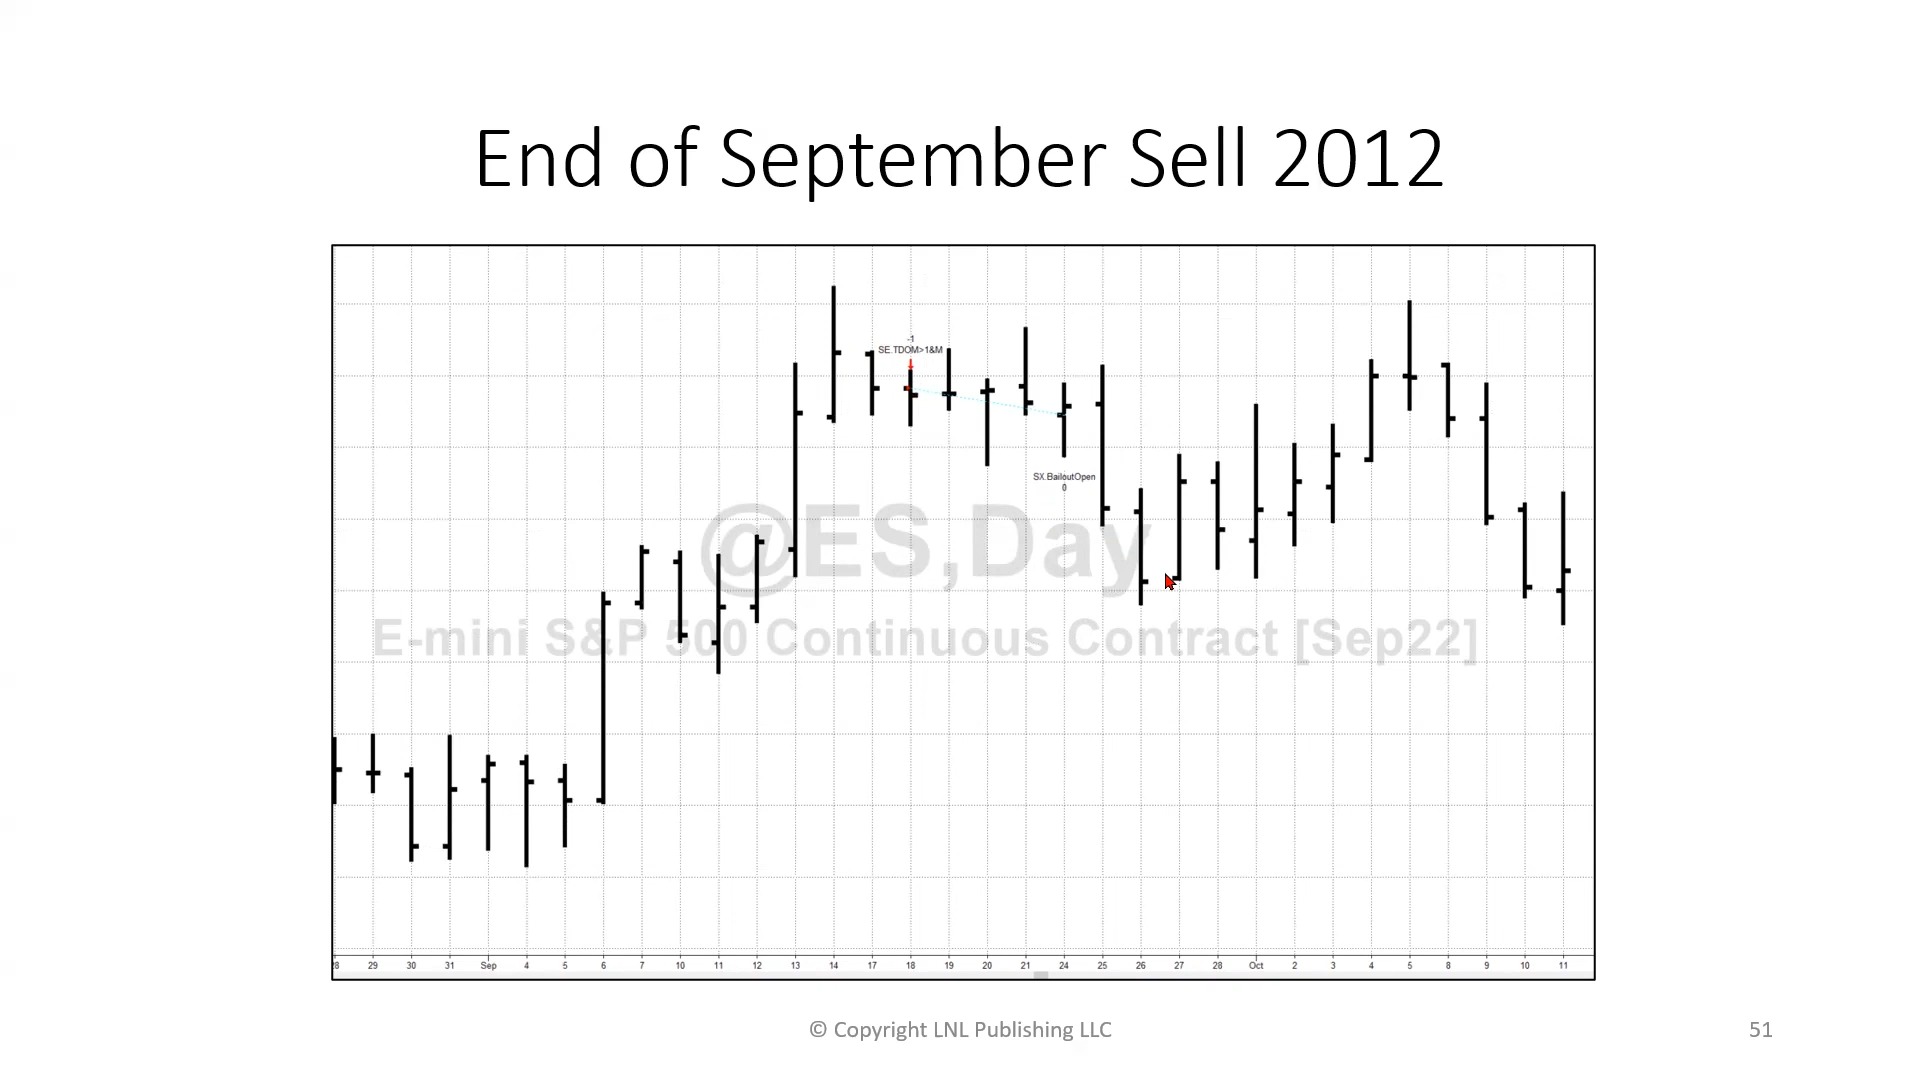 End of September Sell 2012
-1
SE.TDOM>1&M
SX.BailoutOpen
0
@ES,Day
E-mini S&P 500 Continuous Contract [Sep22]
28 29 30 31 Sep 4 5 6 7 10 11 12 13 14 17 18 19 20 21 24 25 26 27 28 Oct 2 3 4 5 8 9 10 11
© Copyright LNL Publishing LLC
51